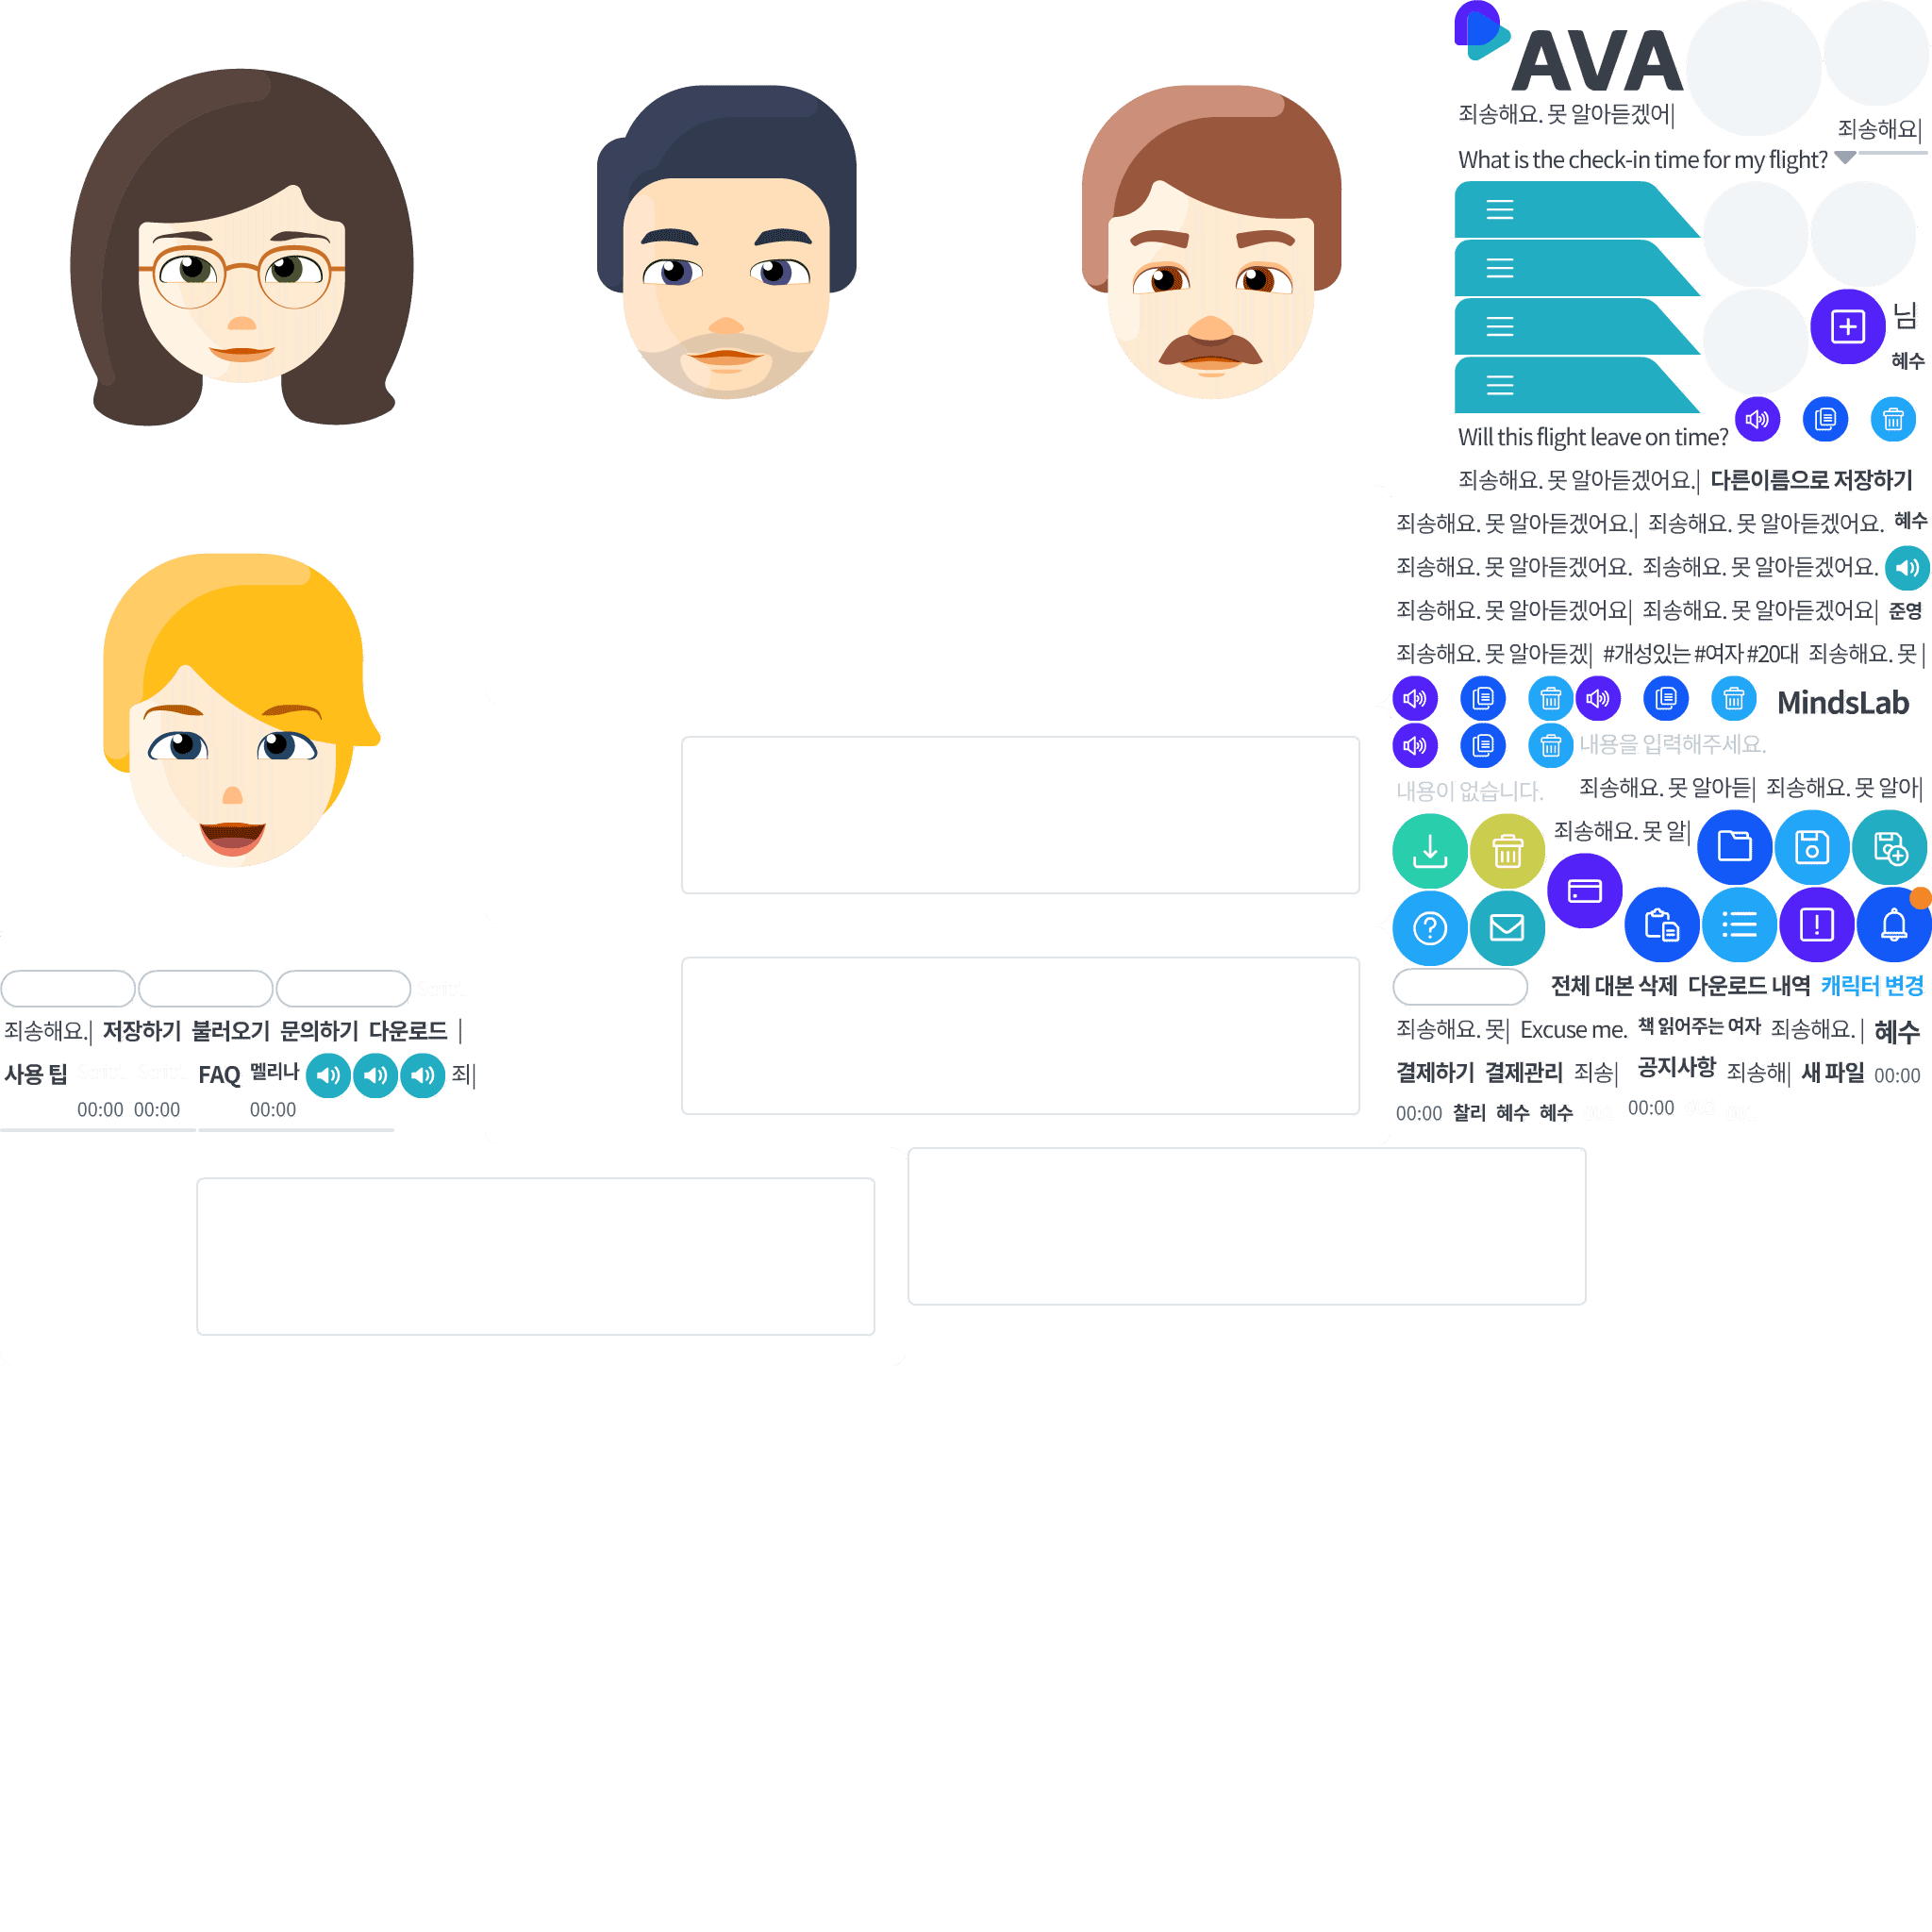 AVA
죄송해요. 못 알아듣겠어|
죄송해요|
What is the check-in time for my flight?
님
혜수
Will this flight leave on time?
죄송해요. 못 알아듣겠어요.| 다른이름으로 저장하기
죄송해요. 못 알아듣겠어요.| 죄송해요. 못 알아듣겠어요. 혜수
죄송해요. 못 알아듣겠어요. 죄송해요. 못 알아듣겠어요.
죄송해요. 못 알아듣겠어요| 죄송해요. 못 알아듣겠어요| 준영
죄송해요. 못 알아듣겠| #개성있는 #여자 #20대 죄송해요. 못 |
MindsLab
내용을 입력해주세요.
내용이 없습니다. 죄송해요. 못 알아듣| 죄송해요. 못 알아|
죄송해요. 못 알|
전체 대본 삭제 다운로드 내역 캐릭터 변경
죄송해요.| 저장하기 불러오기 문의하기 다운로드 |
죄송해요. 못| Excuse me. 책 읽어주는 여자 죄송해요. | 혜수
사용 팁 FAQ 멜리나 죄|
결제하기 결제관리 죄송| 공지사항 죄송해| 새 파일 00:00
00:00 00:00 00:00
00:00 찰리 혜수 혜수 00:00